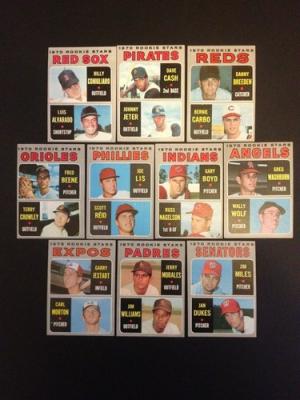 1970 ROOKIE STARS
RED SOX
BILLY
CONIGLIARO
OUTFIELD
LUIS
ALVARADO
SHORTSTOP
1970 ROOKIE STARS
PIRATES
DAVE
CASH
2nd BASE
JOHNNY
JETER
OUTFIELD
1970 ROOKIE STARS
REDS
DANNY
BREEDEN
CATCHER
BERNIE
CARBO
OUTFIELD
1970 ROOKIE STARS
ORIOLES
FRED
BEENE
PITCHER
TERRY
CROWLEY
OUTFIELD
1970 ROOKIE STARS
PHILLIES
JOE
LIS
OUTFIELD
SCOTT
REID
OUTFIELD
1970 ROOKIE STARS
INDIANS
GARY
BOYD
PITCHER
RUSS
NAGELSON
1st B-OF
1970 ROOKIE STARS
ANGELS
GREG
WASHBURN
PITCHER
WALLY
WOLF
PITCHER
1970 ROOKIE STARS
EXPOS
GARRY
JESTADT
OUTFIELD
CARL
MORTON
PITCHER
1970 ROOKIE STARS
PADRES
JERRY
MORALES
OUTFIELD
JIM
WILLIAMS
OUTFIELD
1970 ROOKIE STARS
SENATORS
JIM
MILES
PITCHER
JAN
DUKES
PITCHER